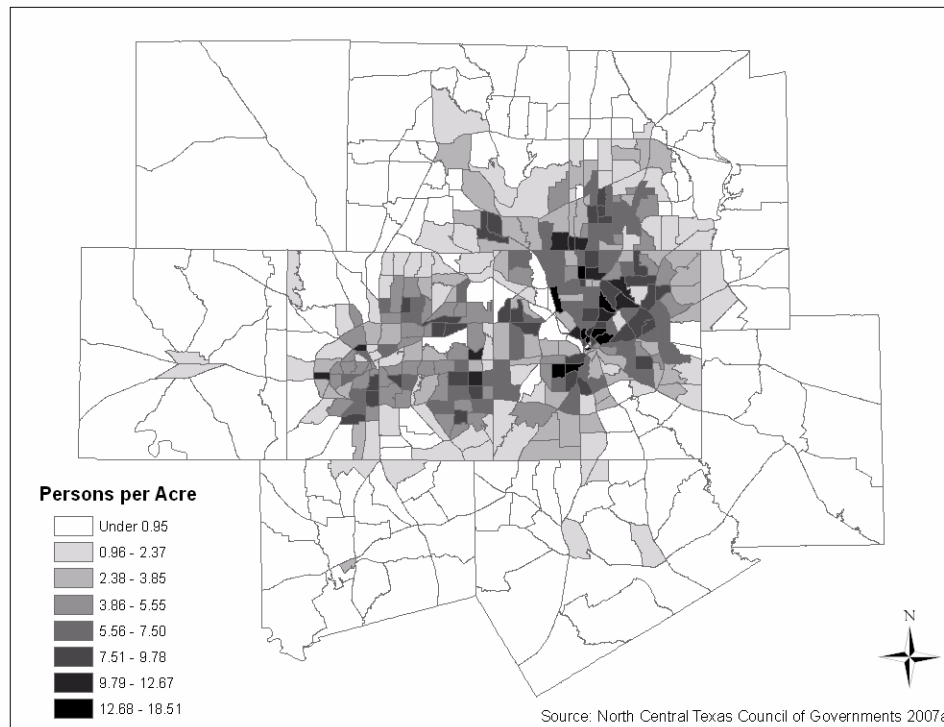 Persons per Acre
Under 0.95
0.96 - 2.37
2.38 - 3.85
3.86 - 5.55
5.56 - 7.50
7.51 - 9.78
9.79 - 12.67
12.68 - 18.51
N
Source: North Central Texas Council of Governments 2007a